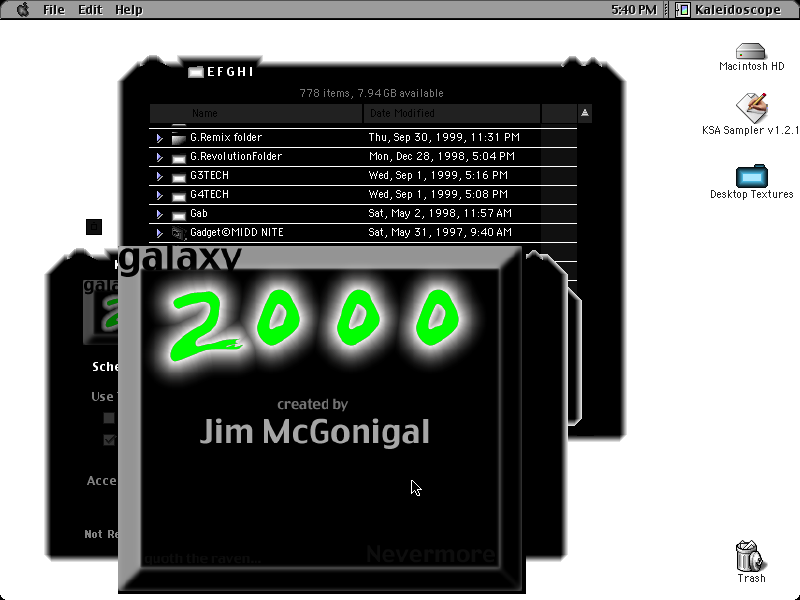 File Edit Help 5:40 PM Kaleidoscope
EFGHI
778 items, 7.94 GB available
Name Date Modified
G.Remix folder Thu, Sep 30, 1999, 11:31 PM
G.RevolutionFolder Mon, Dec 28, 1998, 5:04 PM
G3TECH Wed, Sep 1, 1999, 5:16 PM
G4TECH Wed, Sep 1, 1999, 5:08 PM
Gab Sat, May 2, 1998, 11:57 AM
Gadget©MIDD NITE Sat, May 31, 1997, 9:40 AM
Macintosh HD
KSA Sampler v1.2.1
Desktop Textures
Trash
galaxy
2000
created by
Jim McGonigal
quoth the raven...
Nevermore
gala
Sche
Use
Acce
Not Re